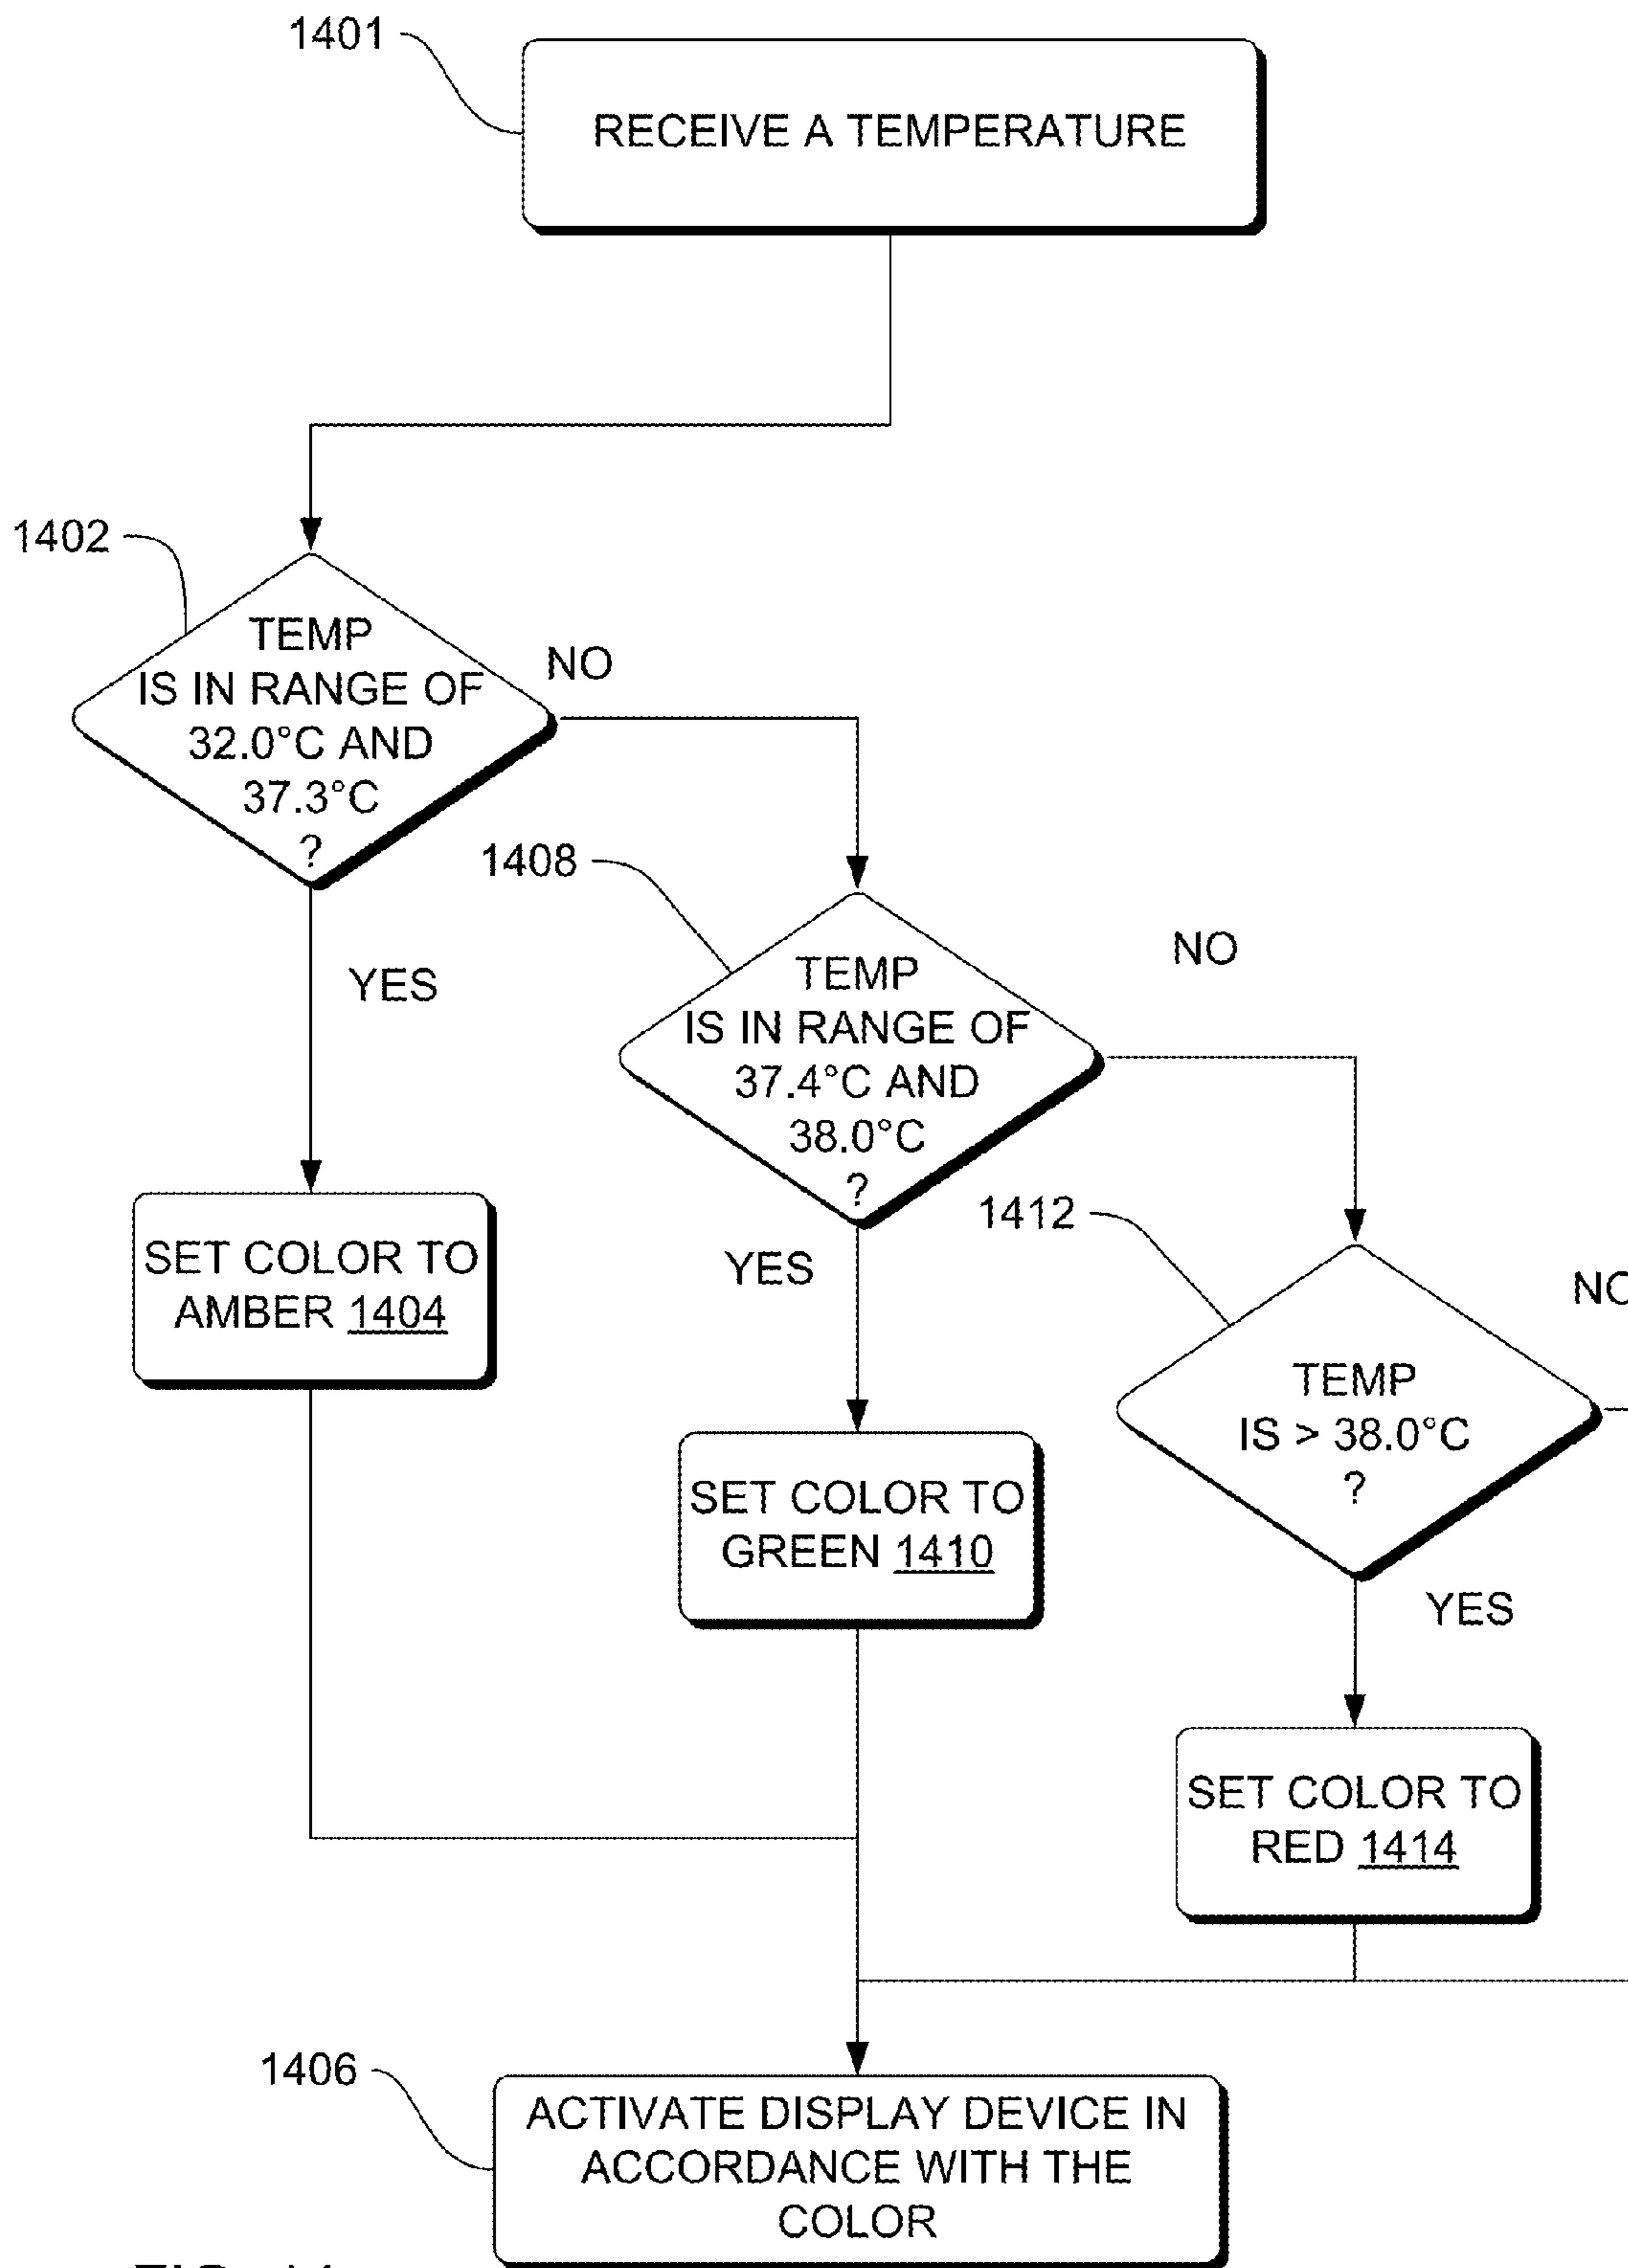 1401
RECEIVE A TEMPERATURE
1402
TEMP
IS IN RANGE OF
32.0°C AND
37.3°C
?
NO
YES
1408
TEMP
IS IN RANGE OF
37.4°C AND
38.0°C
?
NO
YES
1412
TEMP
IS > 38.0°C
?
NO
YES
SET COLOR TO
AMBER 1404
SET COLOR TO
GREEN 1410
SET COLOR TO
RED 1414
1406
ACTIVATE DISPLAY DEVICE IN
ACCORDANCE WITH THE
COLOR